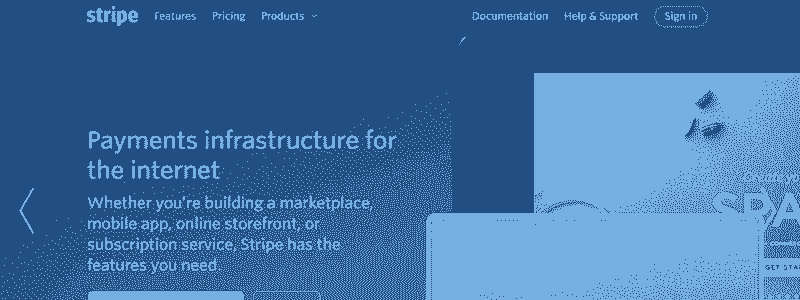 stripe Features Pricing Products Documentation Help & Support Sign in
Payments infrastructure for
the internet
Whether you're building a marketplace,
mobile app, online storefront, or
subscription service, Stripe has the
features you need.
SPA
GET STA